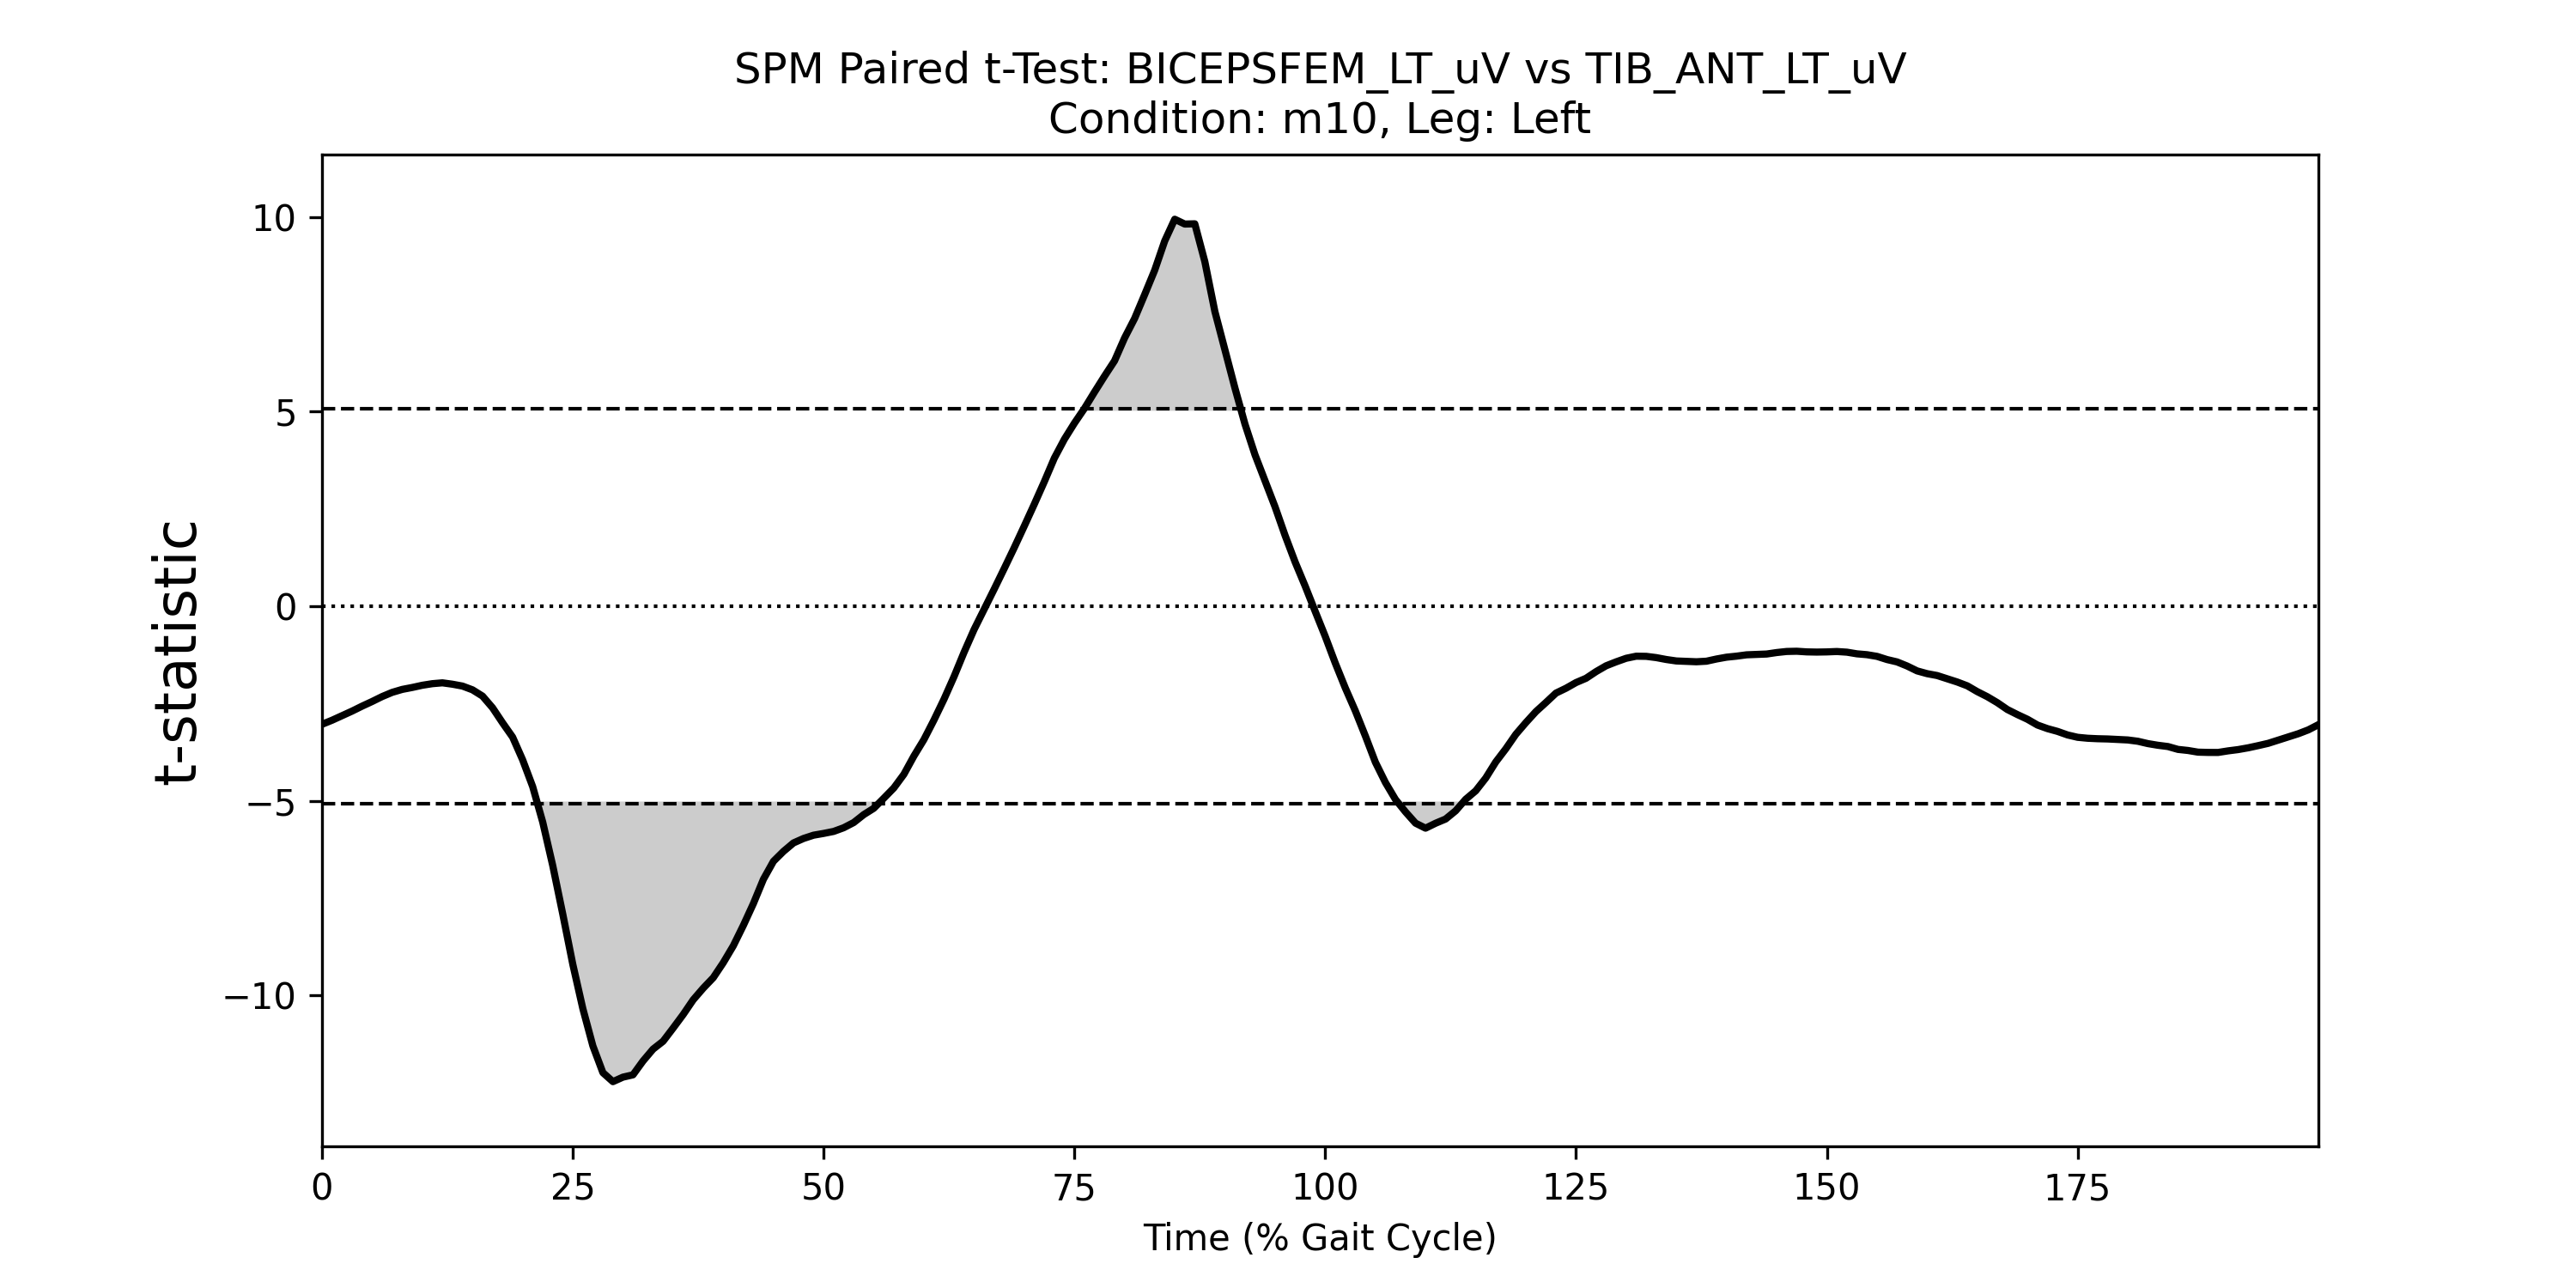 SPM Paired t-Test: BICEPSFEM_LT_uV vs TIB_ANT_LT_uV
Condition: m10, Leg: Left
t-statistic
10
5
0
−5
−10
0 25 50 75 100 125 150 175
Time (% Gait Cycle)